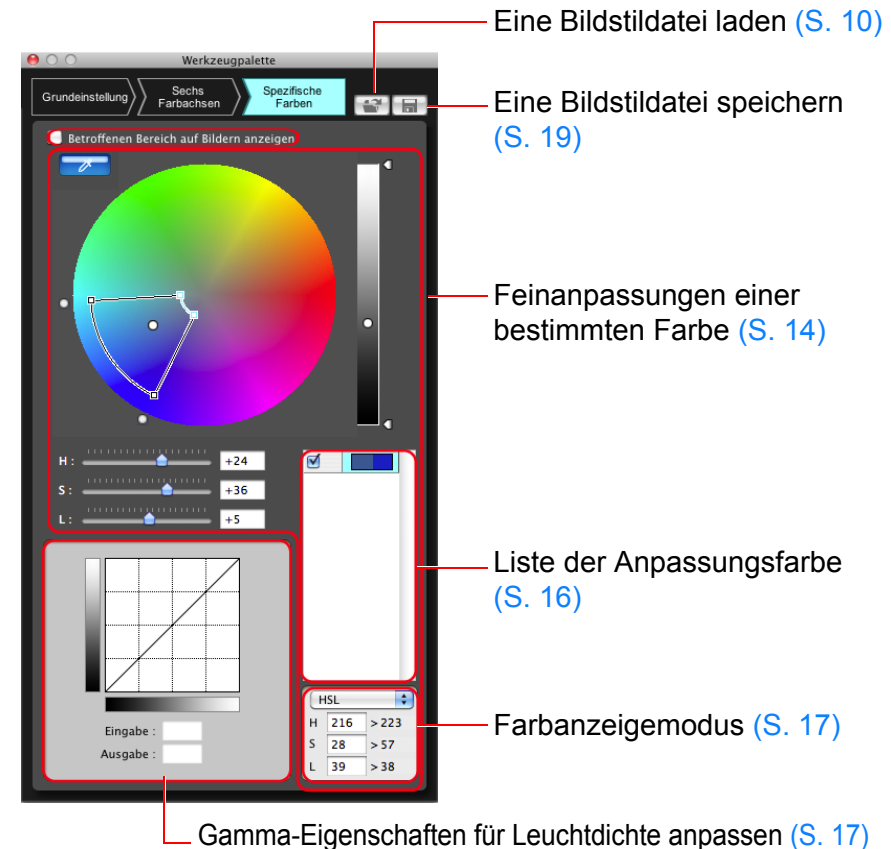 Eine Bildstildatei laden (S. 10)
Werkzeugpalette
Grundeinstellung
Sechs
Farbachsen
Spezifische
Farben
Eine Bildstildatei speichern
(S. 19)
Betroffenen Bereich auf Bildern anzeigen
Feinanpassungen einer
bestimmten Farbe (S. 14)
H : +24
S : +36
L : +5
Liste der Anpassungsfarbe
(S. 16)
HSL
H 216 > 223
S 28 > 57
L 39 > 38
Farbanzeigemodus (S. 17)
Eingabe :
Ausgabe :
Gamma-Eigenschaften für Leuchtdichte anpassen (S. 17)